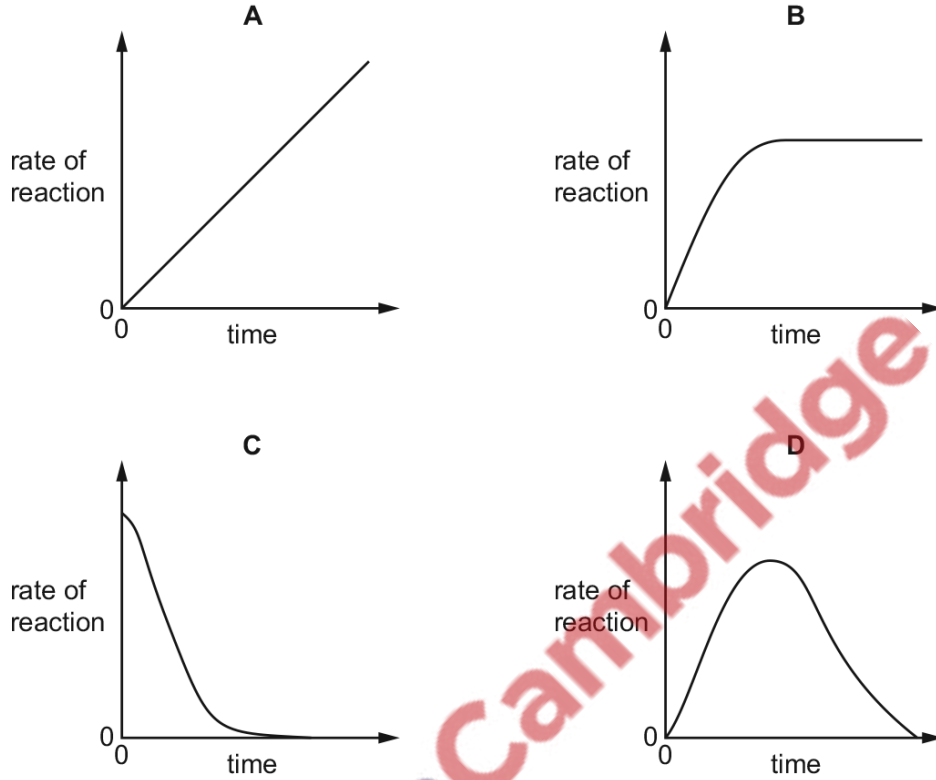 A
rate of
reaction
0
0
time
B
rate of
reaction
0
0
time
C
rate of
reaction
0
0
time
D
rate of
reaction
0
0
time
Cambridge